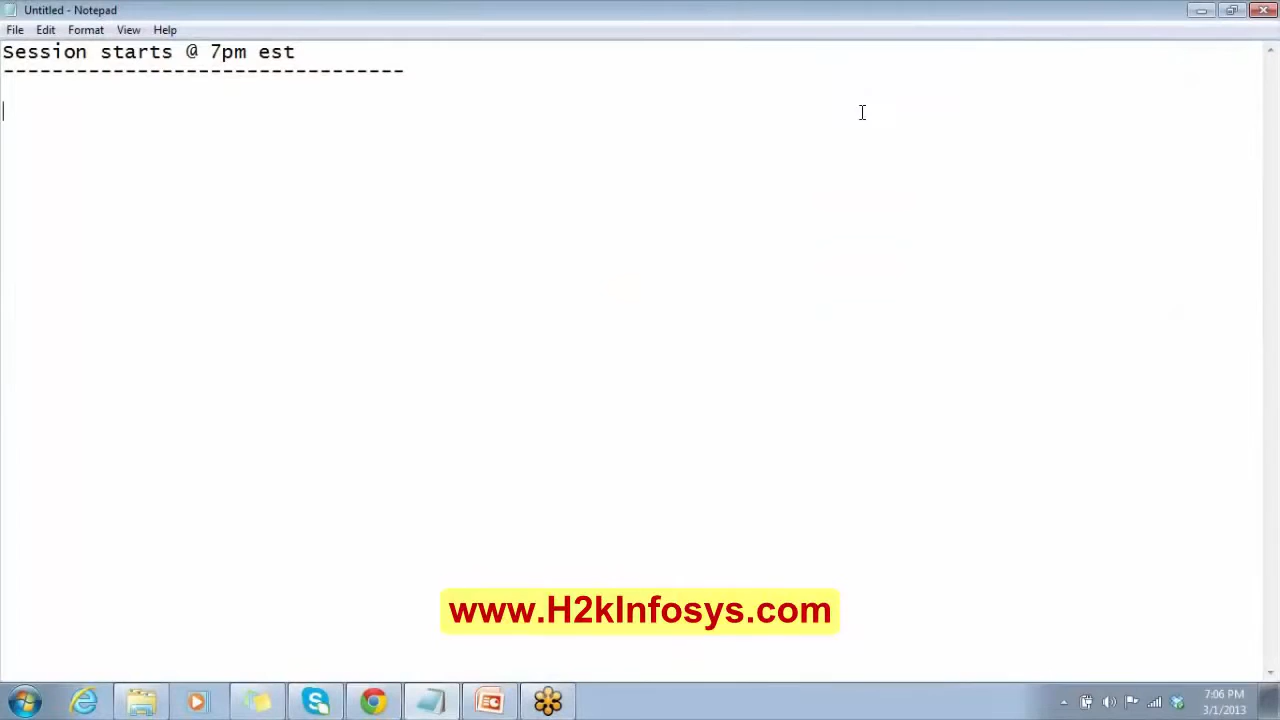 Untitled - Notepad
File Edit Format View Help
Session starts @ 7pm est
---------------------------------
www.H2kInfosys.com
7:06 PM
3/1/2013